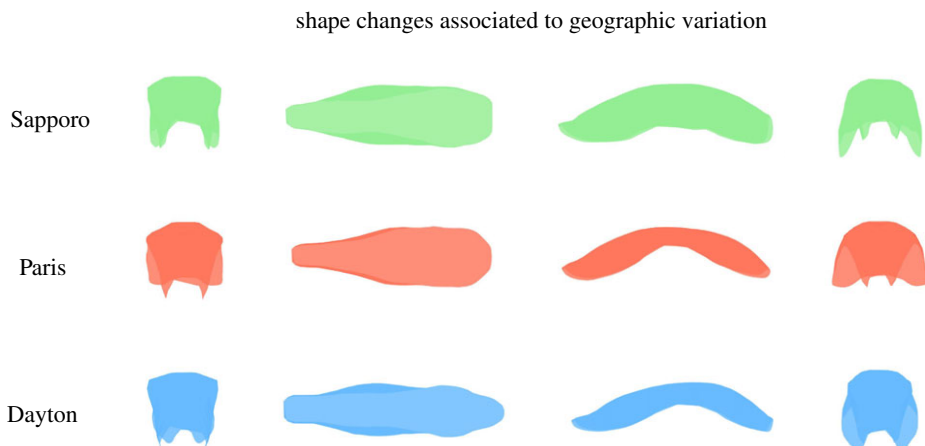 shape changes associated to geographic variation
Sapporo
Paris
Dayton